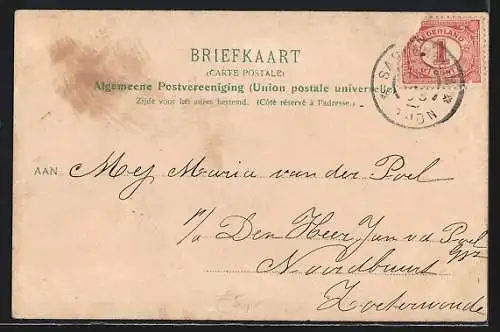 BRIEFKAART
(CARTE POSTALE)
Algemeene Postvereeniging (Union postale universelle)
Zijde voor het adres bestemd. (Côté réservé à l'adresse.)
NEDERLAND
1
CENT
AAN Mej Maria van der Poel
p/a Den Heer Jan v d Poel
Noordbuurt
Zoeterwoude